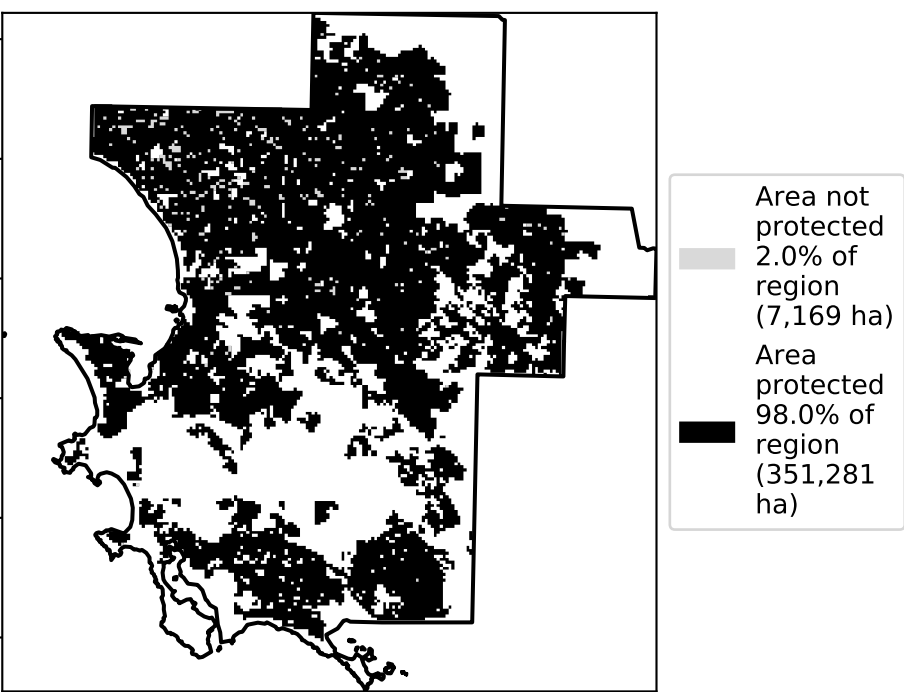 Area not
protected
2.0% of
region
(7,169 ha)
Area
protected
98.0% of
region
(351,281
ha)